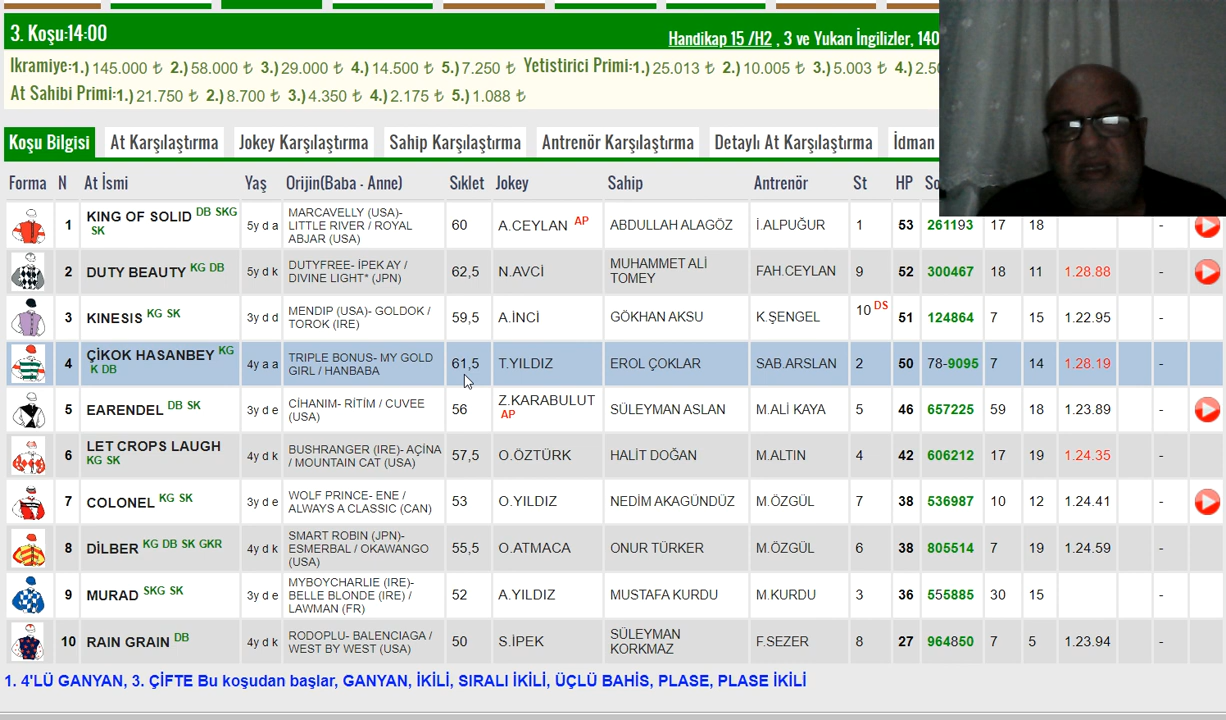 3. Koşu:14:00
Handikap 15 /H2 , 3 ve Yukarı İngilizler, 140
Ikramiye:1.) 145.000 ₺ 2.) 58.000 ₺ 3.) 29.000 ₺ 4.) 14.500 ₺ 5.) 7.250 ₺ Yetistirici Primi:1.) 25.013 ₺ 2.) 10.005 ₺ 3.) 5.003 ₺ 4.) 2.50
At Sahibi Primi:1.) 21.750 ₺ 2.) 8.700 ₺ 3.) 4.350 ₺ 4.) 2.175 ₺ 5.) 1.088 ₺
Koşu Bilgisi At Karşılaştırma Jokey Karşılaştırma Sahip Karşılaştırma Antrenör Karşılaştırma Detaylı At Karşılaştırma İdman
Forma N At İsmi Yaş Orijin(Baba - Anne) Sıklet Jokey Sahip Antrenör St HP So
1 KING OF SOLID DB SKG SK 5y d a MARCAVELLY (USA)- LITTLE RIVER / ROYAL ABJAR (USA) 60 A.CEYLAN AP ABDULLAH ALAGÖZ İ.ALPUĞUR 1 53 261193 17 18 -
2 DUTY BEAUTY KG DB 5y d k DUTYFREE- İPEK AY / DIVINE LIGHT* (JPN) 62,5 N.AVCİ MUHAMMET ALİ TOMEY FAH.CEYLAN 9 52 300467 18 11 1.28.88 -
3 KINESIS KG SK 5y d d MENDIP (USA)- GOLDOK / TOROK (IRE) 59,5 A.İNCİ GÖKHAN AKSU K.ŞENGEL 10 DS 51 124864 7 15 1.22.95 -
4 ÇİKOK HASANBEY KG K DB 4y a a TRIPLE BONUS- MY GOLD GIRL / HANBABA 61,5 T.YILDIZ EROL ÇOKLAR SAB.ARSLAN 2 50 78-9095 7 14 1.28.19 -
5 EARENDEL DB SK 3y d e CİHANIM- RİTİM / CUVEE (USA) 56 Z.KARABULUT AP SÜLEYMAN ASLAN M.ALİ KAYA 5 46 657225 59 18 1.23.89 -
6 LET CROPS LAUGH KG SK 4y d k BUSHRANGER (IRE)- AÇİNA / MOUNTAIN CAT (USA) 57,5 O.ÖZTÜRK HALİT DOĞAN M.ALTIN 4 42 606212 17 19 1.24.35 -
7 COLONEL KG SK 3y d e WOLF PRINCE- ENE / ALWAYS A CLASSIC (CAN) 53 O.YILDIZ NEDİM AKAGÜNDÜZ M.ÖZGÜL 7 38 536987 10 12 1.24.41 -
8 DİLBER KG DB SK GKR 4y d k SMART ROBIN (JPN)- ESMERBAL / OKAWANGO (USA) 55,5 O.ATMACA ONUR TÜRKER M.ÖZGÜL 6 38 805514 7 19 1.24.59 -
9 MURAD SKG SK 3y d e MYBOYCHARLIE (IRE)- BELLE BLONDE (IRE) / LAWMAN (FR) 52 A.YILDIZ MUSTAFA KURDU M.KURDU 3 36 555885 30 15 -
10 RAIN GRAIN DB 4y d k RODOPLU- BALENCIAGA / WEST BY WEST (USA) 50 S.İPEK SÜLEYMAN KORKMAZ F.SEZER 8 27 964850 7 5 1.23.94 -
1. 4'LÜ GANYAN, 3. ÇİFTE Bu koşudan başlar, GANYAN, İKİLİ, SIRALI İKİLİ, ÜÇLÜ BAHİS, PLASE, PLASE İKİLİ